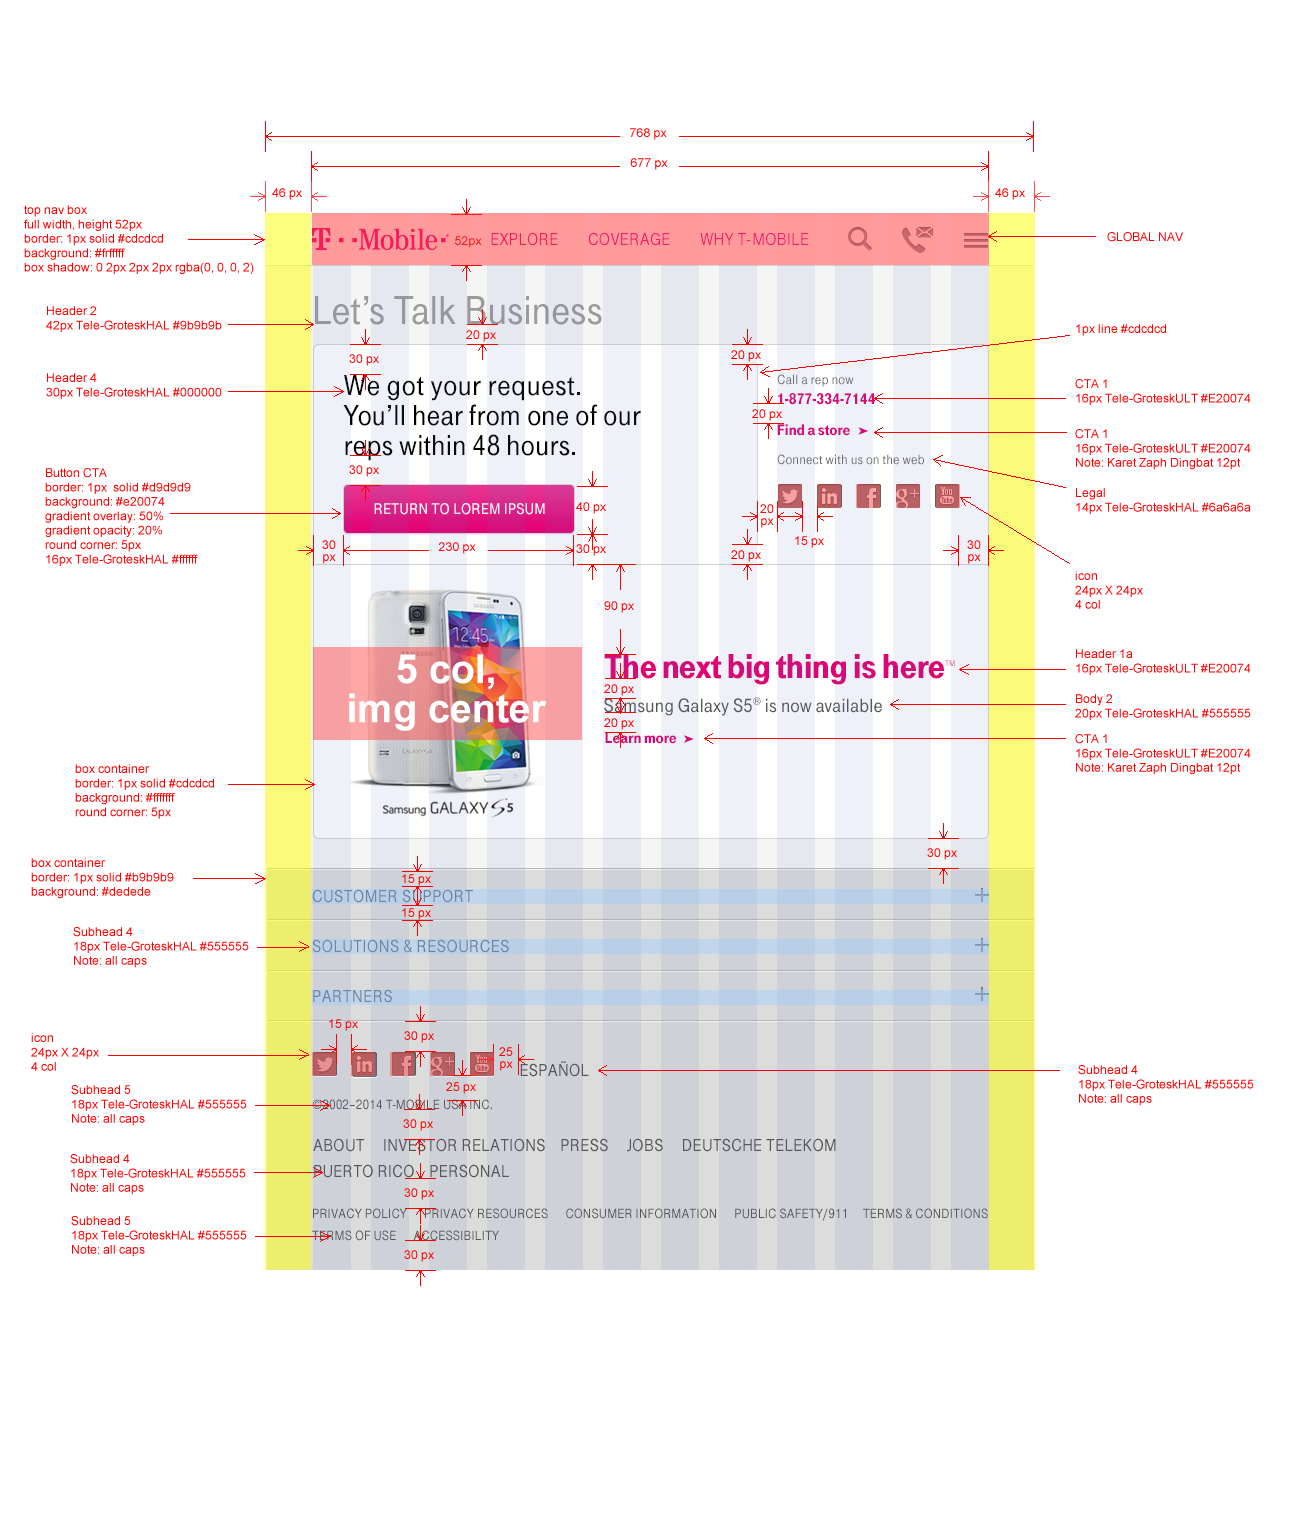 768 px
677 px
46 px
46 px
top nav box
full width, height 52px
border: 1px solid #cdcdcd
background: #frfffff
box shadow: 0 2px 2px 2px rgba(0, 0, 0, 2)
T-Mobile
52px
EXPLORE
COVERAGE
WHY T-MOBILE
GLOBAL NAV
Header 2
42px Tele-GroteskHAL #9b9b9b
Let's Talk Business
20 px
1px line #cdcdcd
30 px
20 px
Header 4
30px Tele-GroteskHAL #000000
We got your request.
You'll hear from one of our
reps within 48 hours.
Call a rep now
1-877-334-7144
20 px
Find a store ➤
Connect with us on the web
CTA 1
16px Tele-GroteskULT #E20074
CTA 1
16px Tele-GroteskULT #E20074
Note: Karet Zaph Dingbat 12pt
Legal
14px Tele-GroteskHAL #6a6a6a
Button CTA
border: 1px solid #d9d9d9
background: #e20074
gradient overlay: 50%
gradient opacity: 20%
round corner: 5px
16px Tele-GroteskHAL #ffffff
30 px
RETURN TO LOREM IPSUM
40 px
in
f
g+
You Tube
20 px
15 px
30 px
230 px
30 px
20 px
30 px
icon
24px X 24px
4 col
90 px
SAMSUNG
12:45
5 col,
img center
GALAXY S4
SAMSUNG
Samsung GALAXY S5
The next big thing is here™
20 px
Samsung Galaxy S5® is now available
20 px
Learn more ➤
Header 1a
16px Tele-GroteskULT #E20074
Body 2
20px Tele-GroteskHAL #555555
CTA 1
16px Tele-GroteskULT #E20074
Note: Karet Zaph Dingbat 12pt
box container
border: 1px solid #cdcdcd
background: #fffffff
round corner: 5px
30 px
box container
border: 1px solid #b9b9b9
background: #dedede
15 px
CUSTOMER SUPPORT +
15 px
Subhead 4
18px Tele-GroteskHAL #555555
Note: all caps
SOLUTIONS & RESOURCES +
PARTNERS +
15 px
30 px
icon
24px X 24px
4 col
in
f
g+
You Tube
25 px
ESPAÑOL
25 px
Subhead 4
18px Tele-GroteskHAL #555555
Note: all caps
Subhead 5
18px Tele-GroteskHAL #555555
Note: all caps
©2002-2014 T-MOBILE USA INC.
30 px
ABOUT INVESTOR RELATIONS PRESS JOBS DEUTSCHE TELEKOM
Subhead 4
18px Tele-GroteskHAL #555555
Note: all caps
PUERTO RICO PERSONAL
30 px
PRIVACY POLICY PRIVACY RESOURCES CONSUMER INFORMATION PUBLIC SAFETY/911 TERMS & CONDITIONS
Subhead 5
18px Tele-GroteskHAL #555555
Note: all caps
TERMS OF USE ACCESSIBILITY
30 px